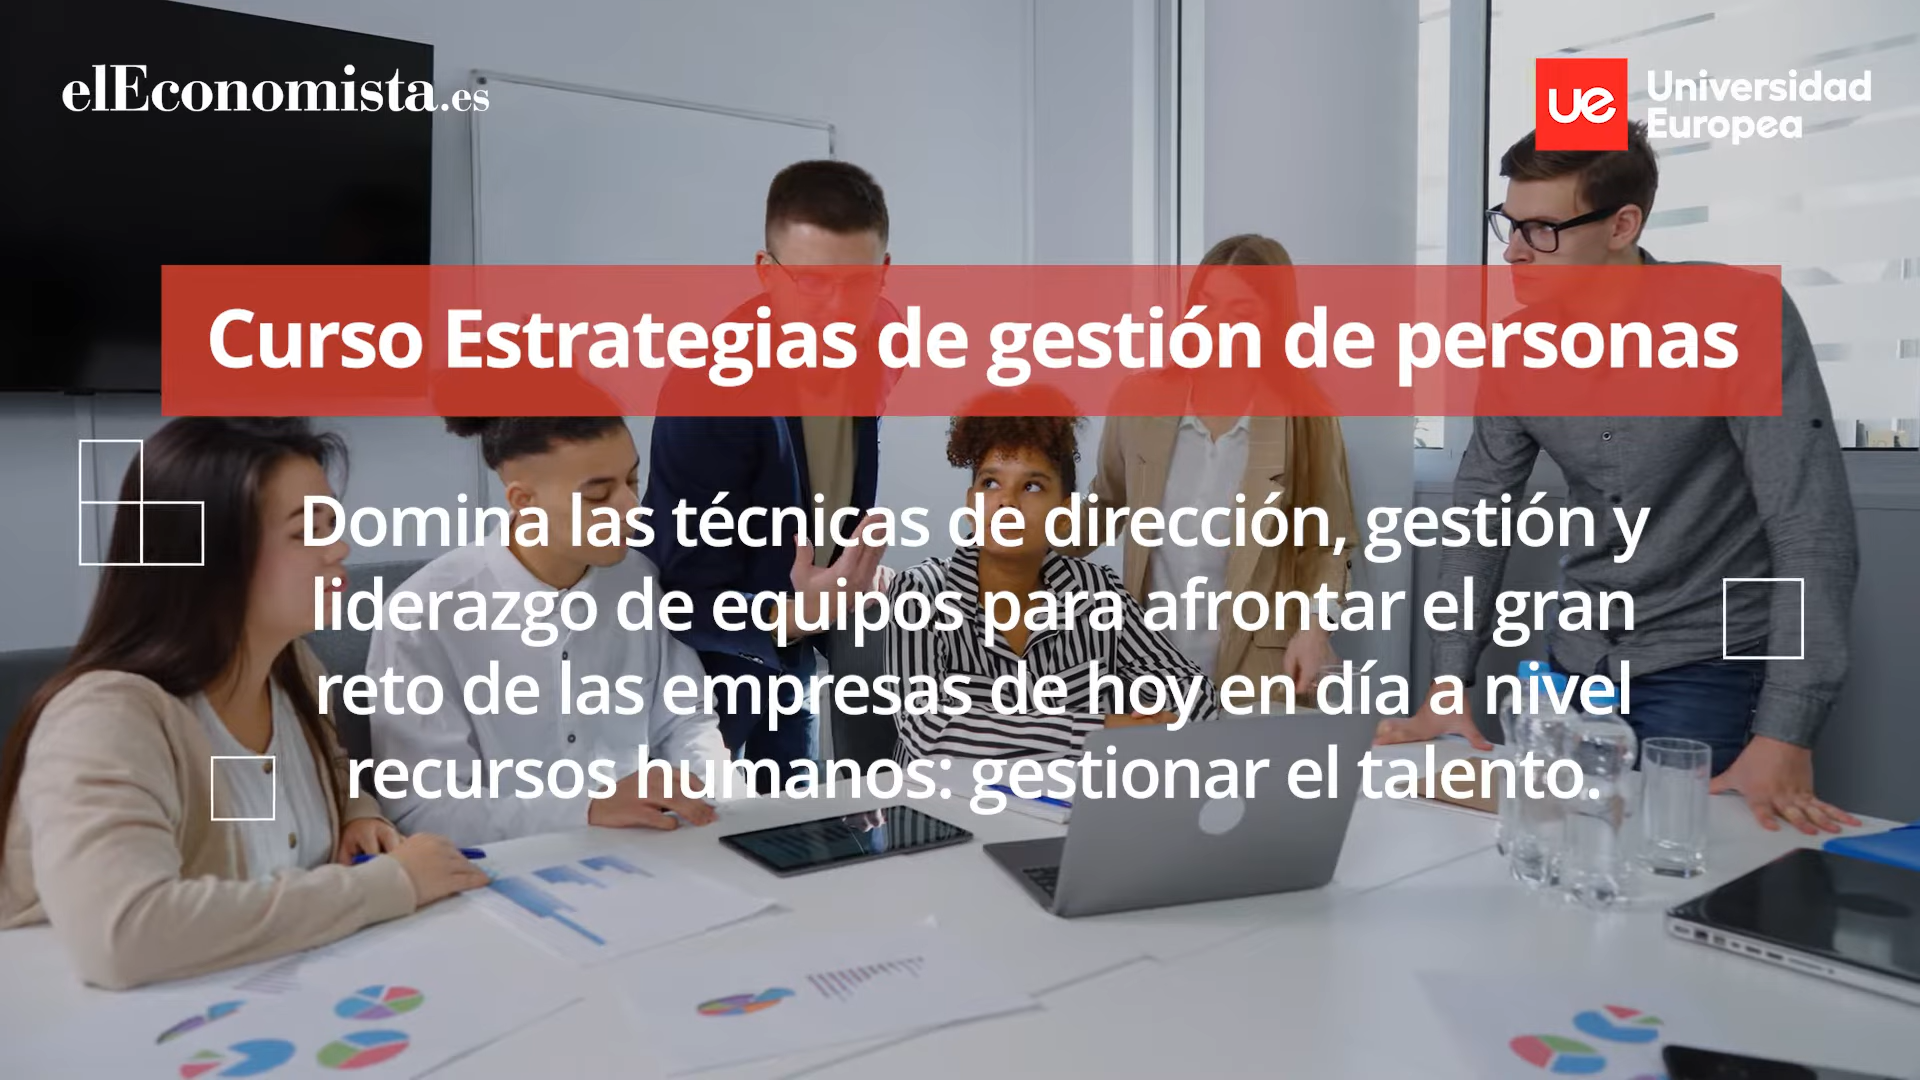 elEconomista.es
ue Universidad
Europea
Curso Estrategias de gestión de personas
Domina las técnicas de dirección, gestión y
liderazgo de equipos para afrontar el gran
reto de las empresas de hoy en día a nivel
recursos humanos: gestionar el talento.